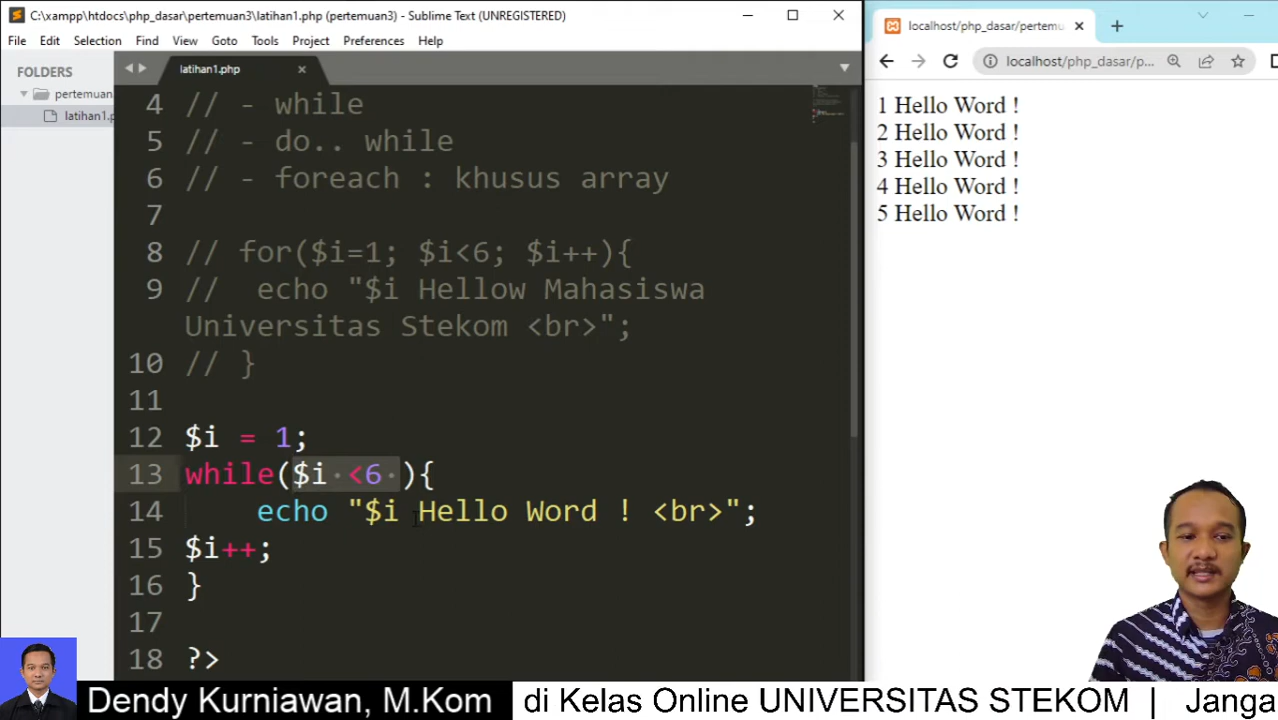 C:\xampp\htdocs\php_dasar\pertemuan3\latihan1.php (pertemuan3) - Sublime Text (UNREGISTERED)
File Edit Selection Find View Goto Tools Project Preferences Help
FOLDERS
pertemuan
latihan1.p
latihan1.php
4 // - while
5 // - do.. while
6 // - foreach : khusus array
7
8 // for($i=1; $i<6; $i++){
9 //  echo "$i Hellow Mahasiswa
Universitas Stekom <br>";
10 // }
11
12 $i = 1;
13 while($i <6 ){
14     echo "$i Hello Word ! <br>";
15 $i++;
16 }
17
18 ?>
localhost/php_dasar/pertemu
localhost/php_dasar/p...
1 Hello Word !
2 Hello Word !
3 Hello Word !
4 Hello Word !
5 Hello Word !
Dendy Kurniawan, M.Kom di Kelas Online UNIVERSITAS STEKOM | Janga